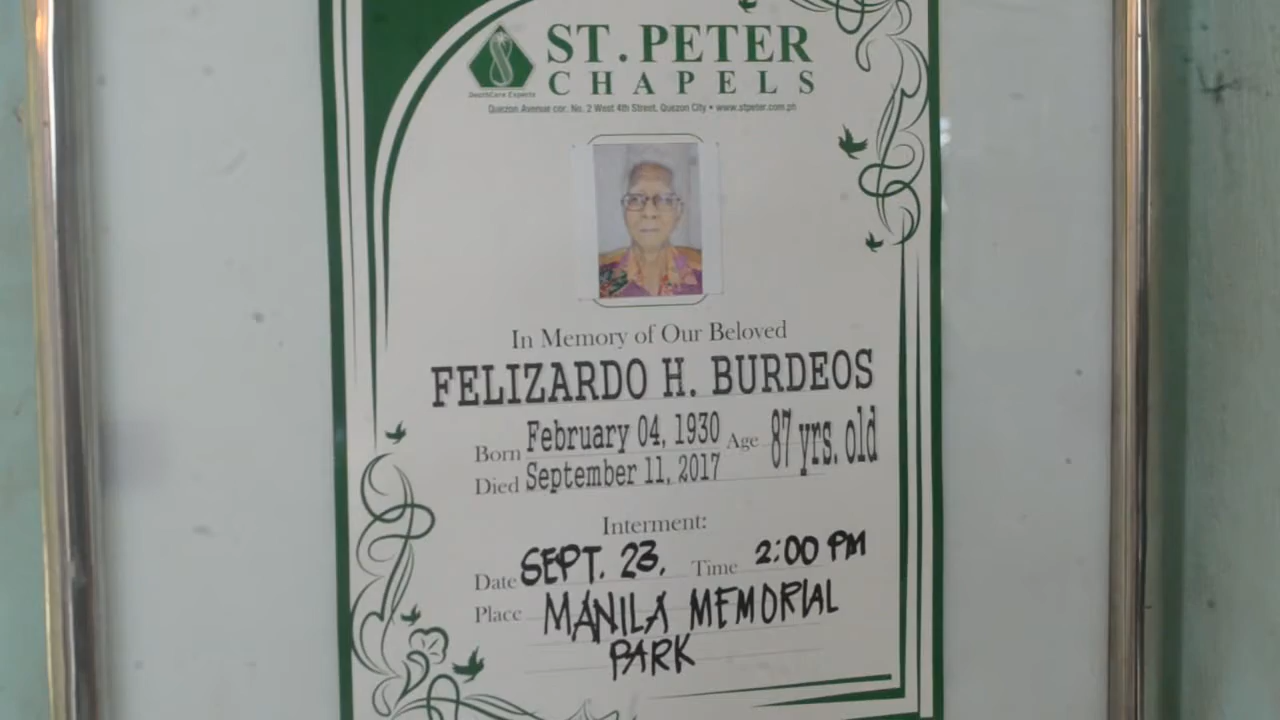 ST. PETER
CHAPELS
DeathCare Experts
Quezon Avenue cor. No. 2 West 4th Street, Quezon City • www.stpeter.com.ph
In Memory of Our Beloved
FELIZARDO H. BURDEOS
Born February 04, 1930 Age 87 yrs. old
Died September 11, 2017
Interment:
Date SEPT. 23, Time 2:00 PM
Place MANILA MEMORIAL
PARK